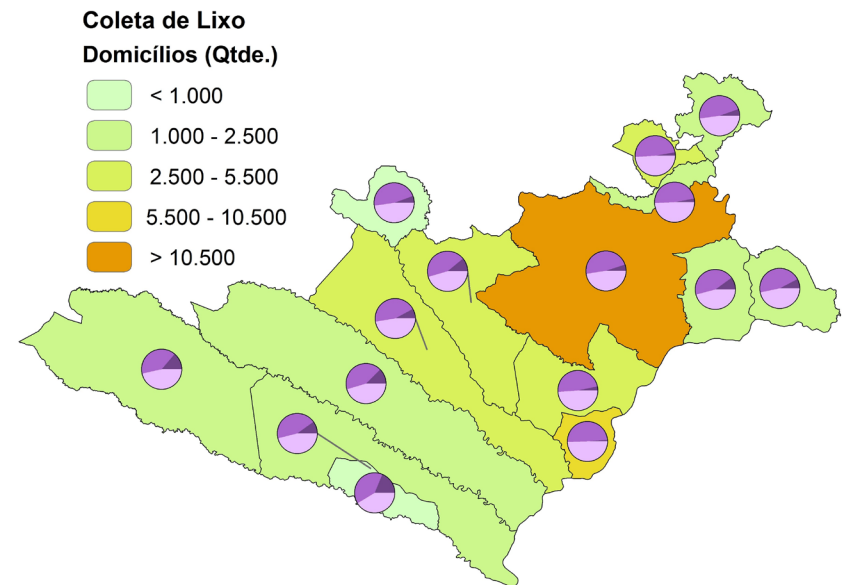 Coleta de Lixo
Domicílios (Qtde.)
< 1.000
1.000 - 2.500
2.500 - 5.500
5.500 - 10.500
> 10.500